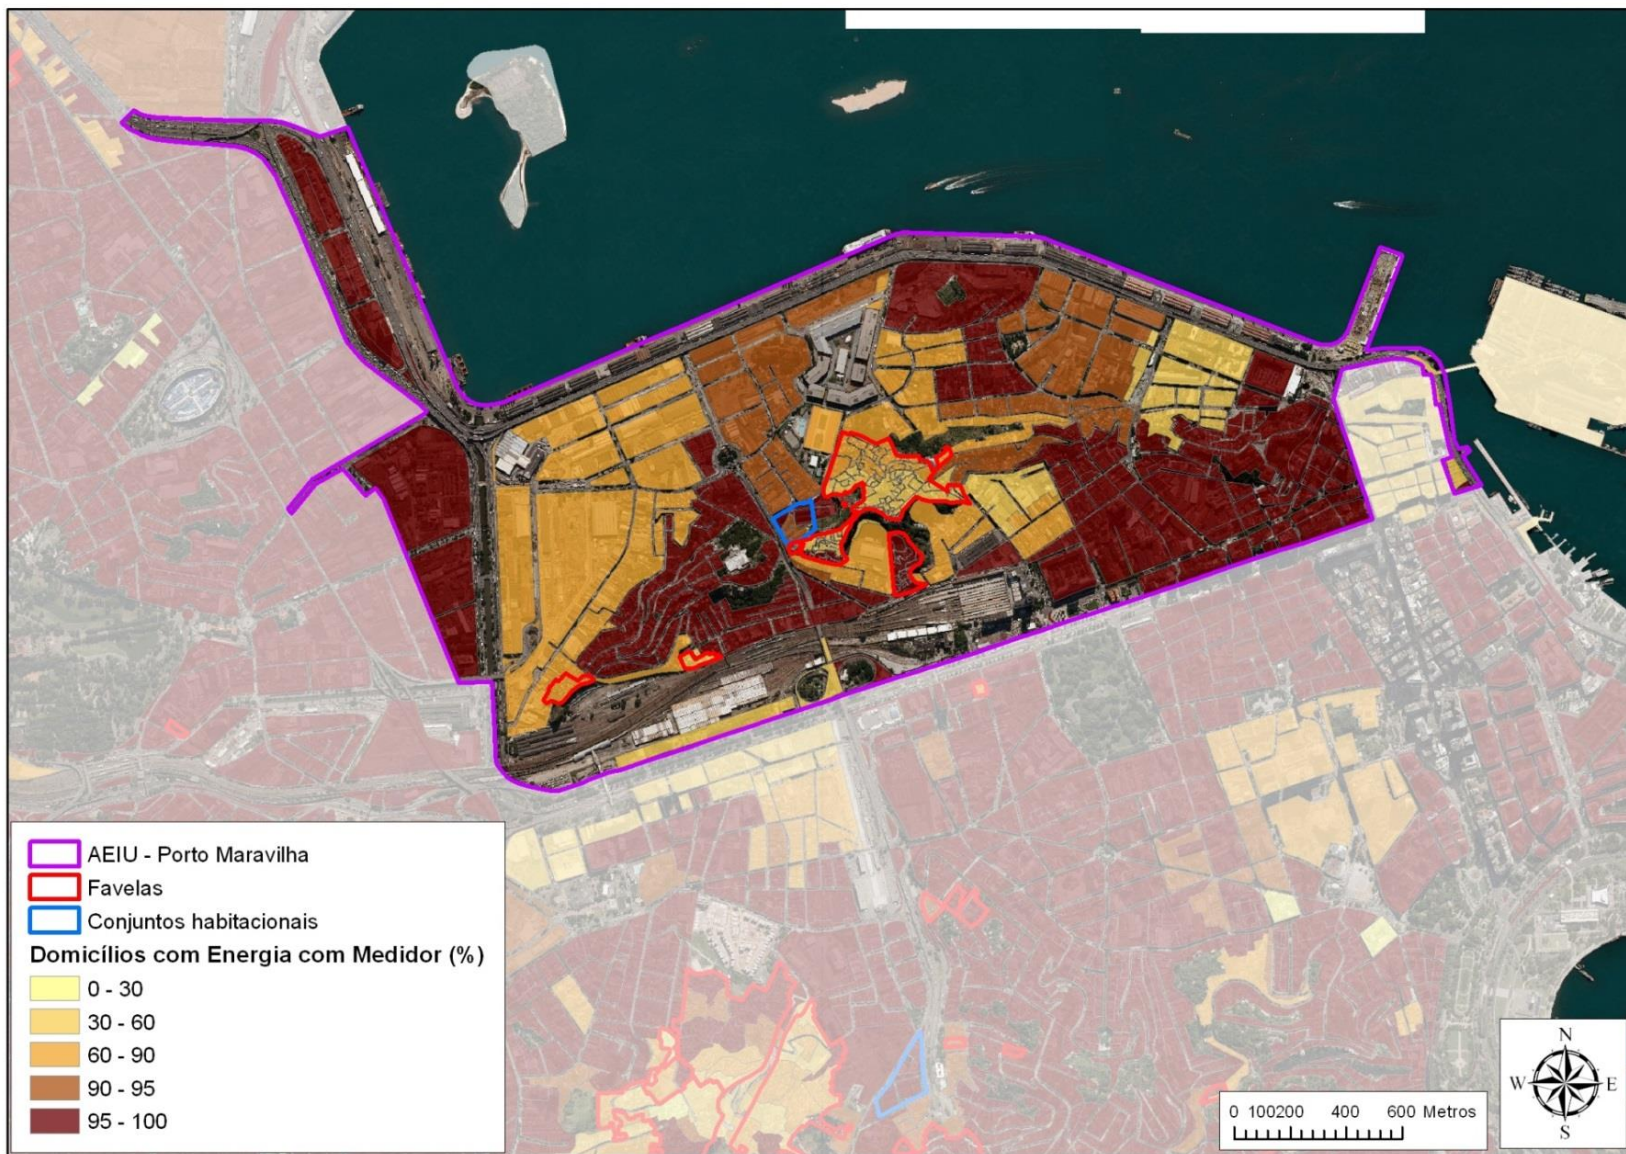 AEIU - Porto Maravilha
Favelas
Conjuntos habitacionais
Domicílios com Energia com Medidor (%)
0 - 30
30 - 60
60 - 90
90 - 95
95 - 100
0 100200 400 600 Metros
N
W E
S